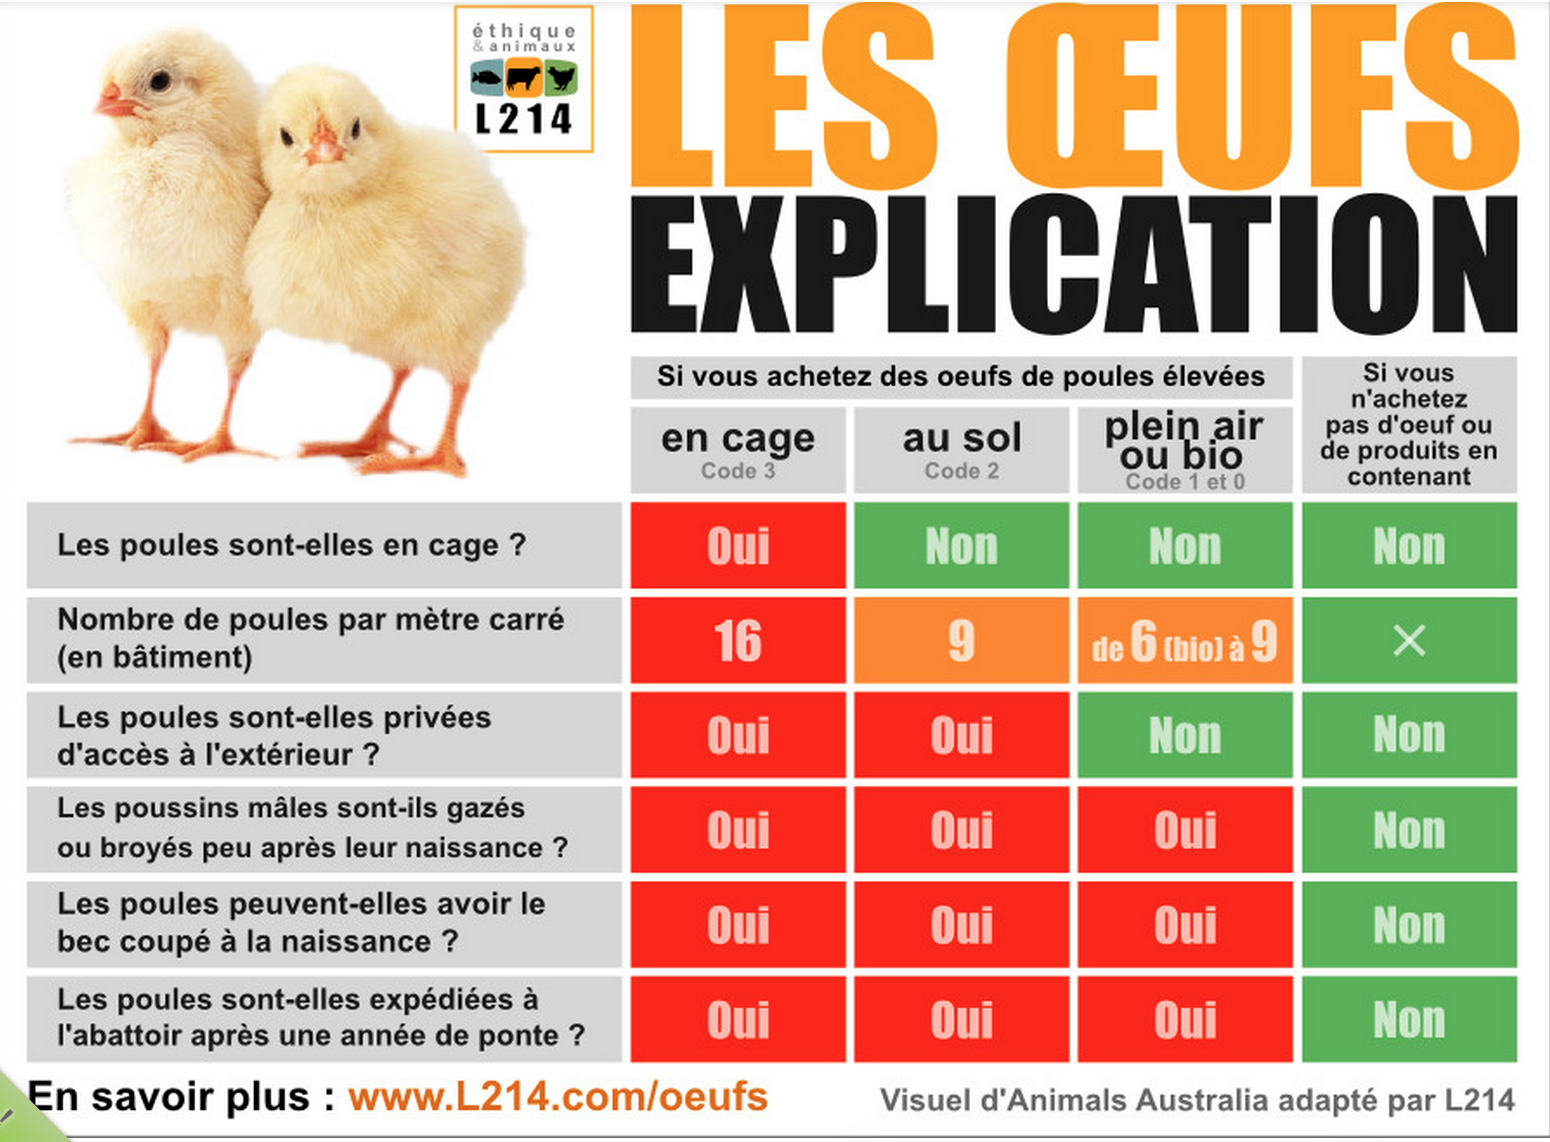 éthique
& animaux
L214
LES ŒUFS
EXPLICATION
Si vous achetez des oeufs de poules élevées
Si vous
n'achetez
pas d'oeuf ou
de produits en
contenant
en cage
Code 3
au sol
Code 2
plein air
ou bio
Code 1 et 0
Les poules sont-elles en cage ?
Oui
Non
Non
Non
Nombre de poules par mètre carré
(en bâtiment)
16
9
de 6 (bio) à 9
×
Les poules sont-elles privées
d'accès à l'extérieur ?
Oui
Oui
Non
Non
Les poussins mâles sont-ils gazés
ou broyés peu après leur naissance ?
Oui
Oui
Oui
Non
Les poules peuvent-elles avoir le
bec coupé à la naissance ?
Oui
Oui
Oui
Non
Les poules sont-elles expédiées à
l'abattoir après une année de ponte ?
Oui
Oui
Oui
Non
En savoir plus : www.L214.com/oeufs
Visuel d'Animals Australia adapté par L214